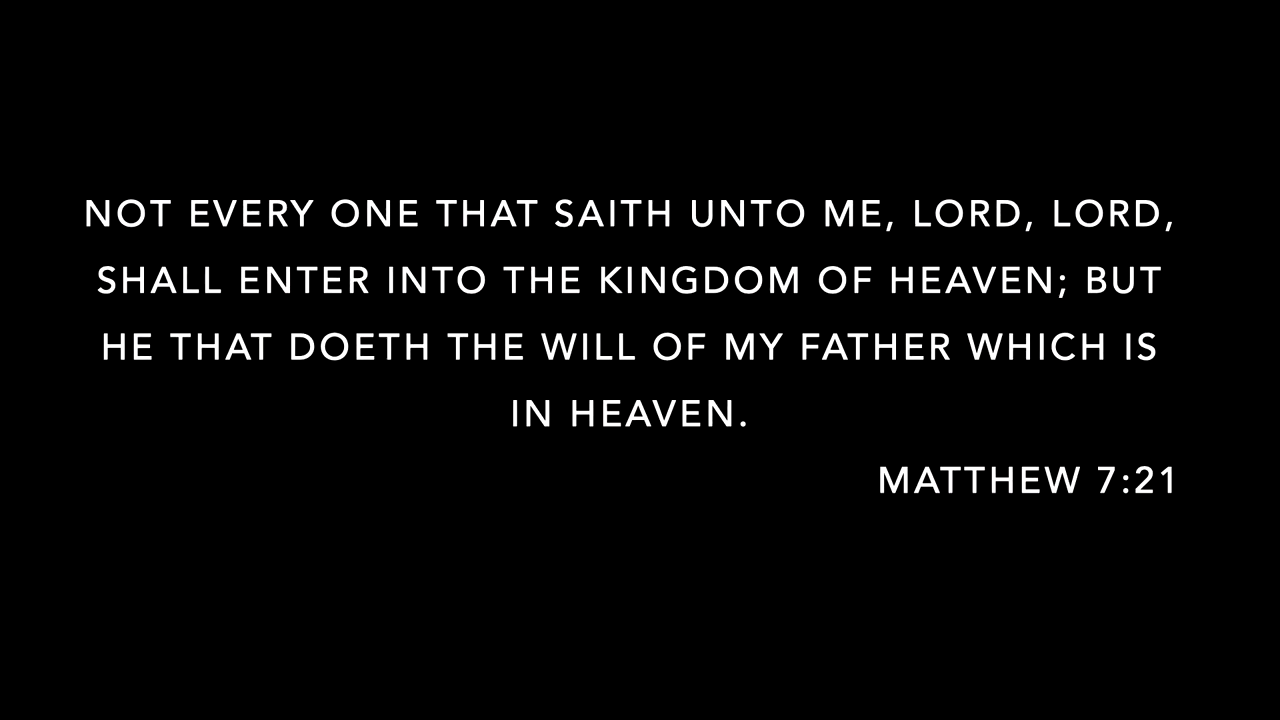 NOT EVERY ONE THAT SAITH UNTO ME, LORD, LORD,
SHALL ENTER INTO THE KINGDOM OF HEAVEN; BUT
HE THAT DOETH THE WILL OF MY FATHER WHICH IS
IN HEAVEN.
MATTHEW 7:21